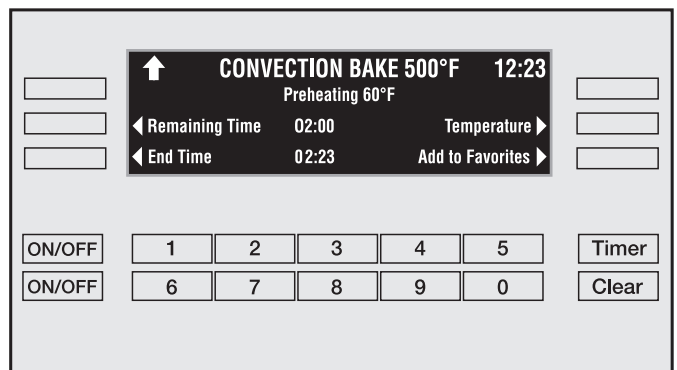 CONVECTION BAKE 500°F 12:23
Preheating 60°F
Remaining Time 02:00 Temperature
End Time 02:23 Add to Favorites
ON/OFF 1 2 3 4 5 Timer
ON/OFF 6 7 8 9 0 Clear